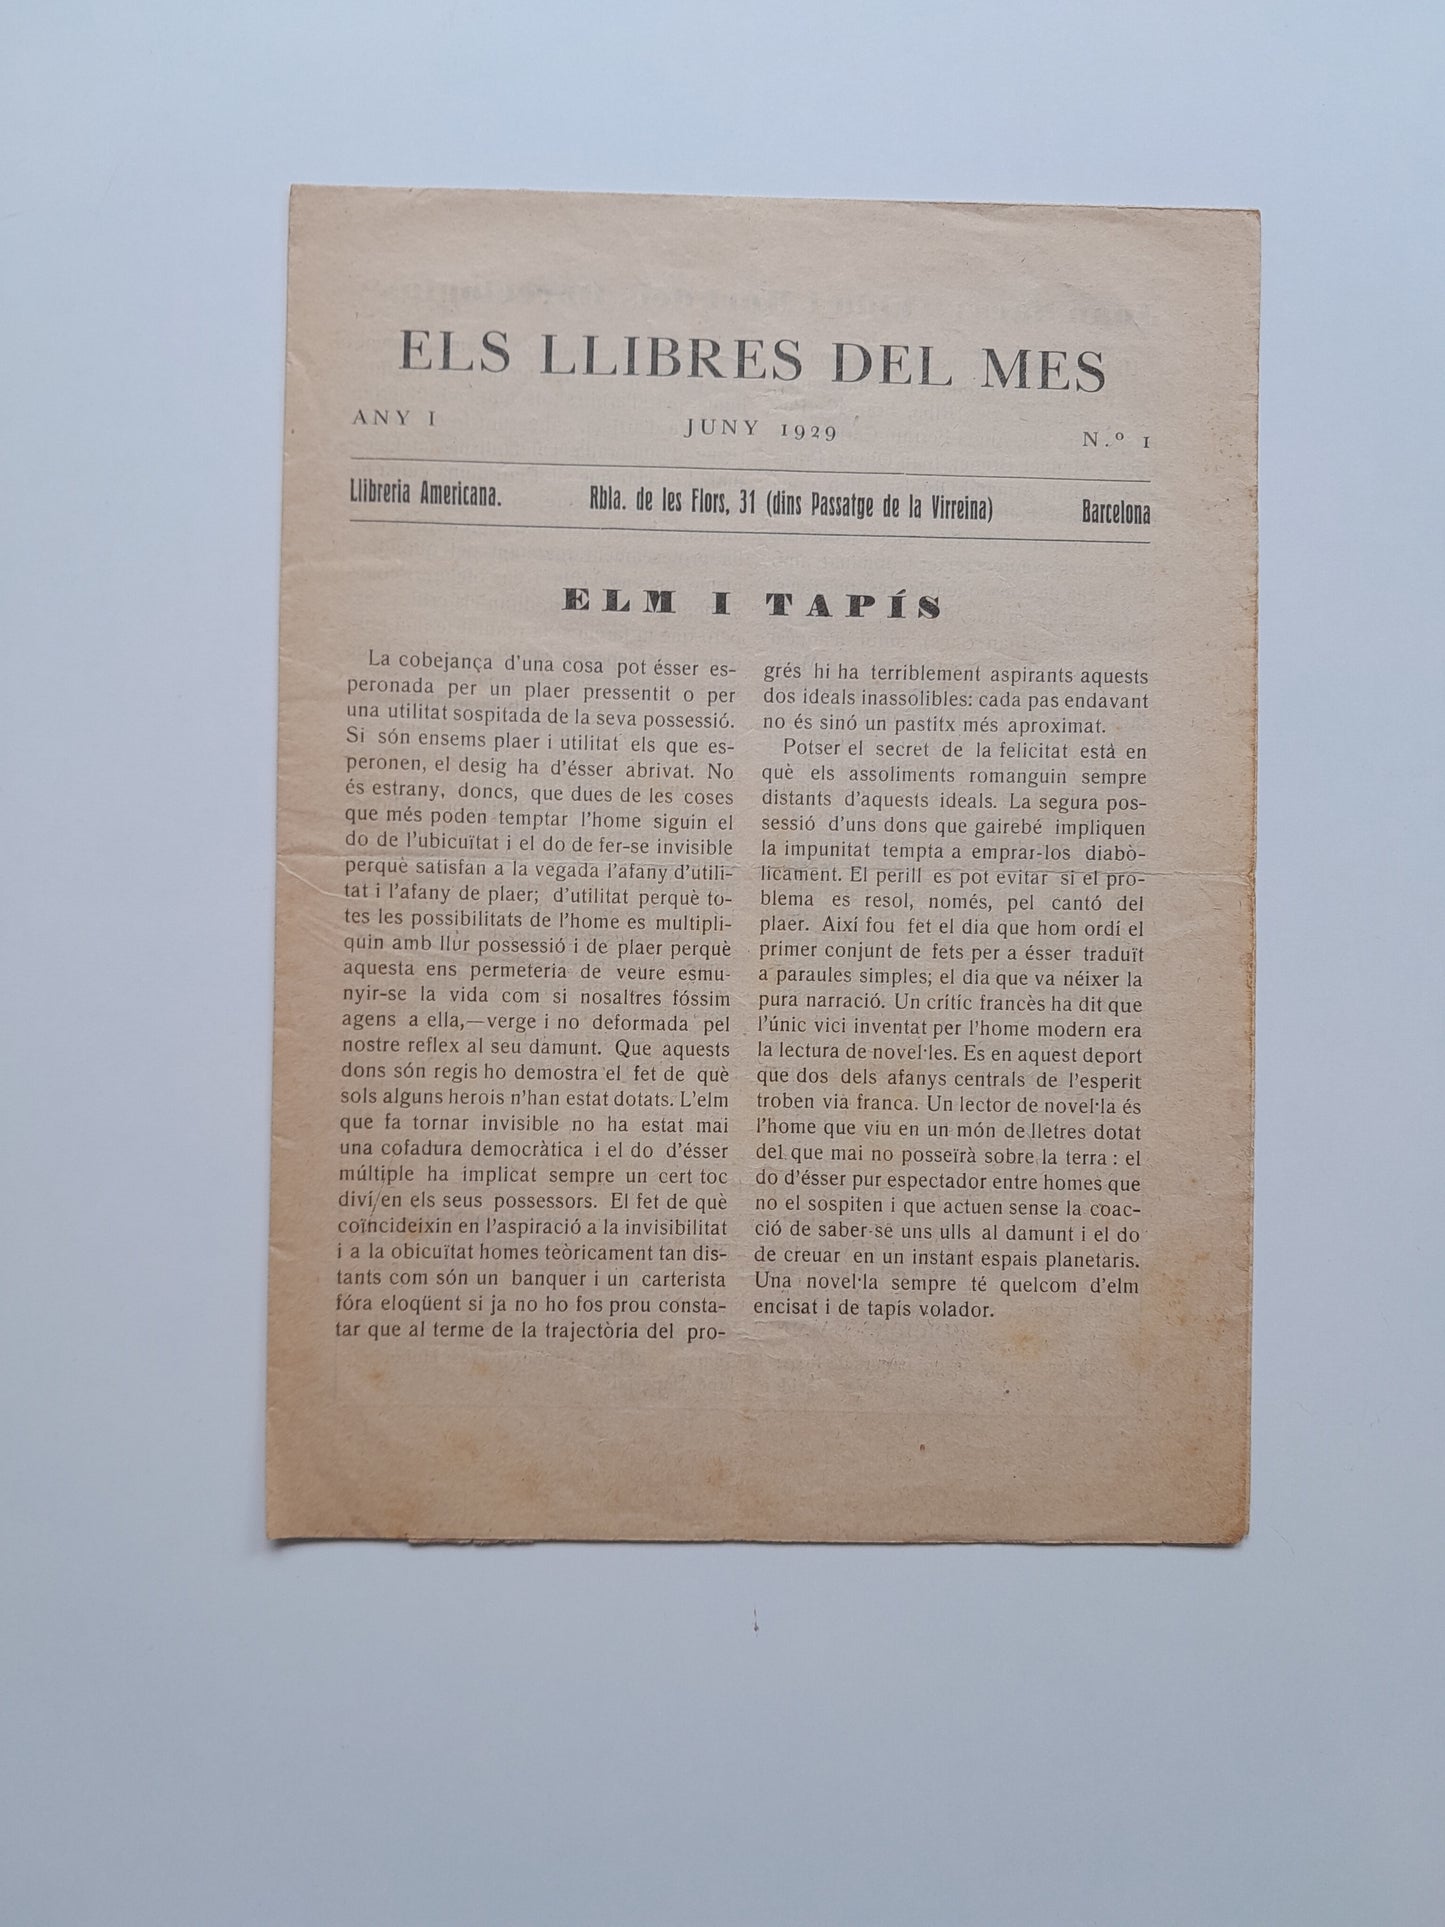 ELS LLIBRES DEL MES
ANY I JUNY 1929 N.º 1
Llibreria Americana. Rbla. de les Flors, 31 (dins Passatge de la Virreina) Barcelona
ELM I TAPÍS
La cobejança d'una cosa pot ésser es-
peronada per un plaer pressentit o per
una utilitat sospitada de la seva possessió.
Si són ensems plaer i utilitat els que es-
peronen, el desig ha d'ésser abrivat. No
és estrany, doncs, que dues de les coses
que més poden temptar l'home siguin el
do de l'ubicuïtat i el do de fer-se invisible
perquè satisfan a la vegada l'afany d'utili-
tat i l'afany de plaer; d'utilitat perquè to-
tes les possibilitats de l'home es multipli-
quin amb llur possessió i de plaer perquè
aquesta ens permeteria de veure esmu-
nyir-se la vida com si nosaltres fóssim
agens a ella,—verge i no deformada pel
nostre reflex al seu damunt. Que aquests
dons són regis ho demostra el fet de què
sols alguns herois n'han estat dotats. L'elm
que fa tornar invisible no ha estat mai
una cofadura democràtica i el do d'ésser
múltiple ha implicat sempre un cert toc
diví/en els seus possessors. El fet de què
coïncideixin en l'aspiració a la invisibilitat
i a la obicuïtat homes teòricament tan dis-
tants com són un banquer i un carterista
fóra eloqüent si ja no ho fos prou consta-
tar que al terme de la trajectòria del pro-
grés hi ha terriblement aspirants aquests
dos ideals inassolibles: cada pas endavant
no és sinó un pastitx més aproximat.
Potser el secret de la felicitat està en
què els assoliments romanguin sempre
distants d'aquests ideals. La segura pos-
sessió d'uns dons que gairebé impliquen
la impunitat tempta a emprar-los diabò-
licament. El perill es pot evitar si el pro-
blema es resol, només, pel cantó del
plaer. Així fou fet el dia que hom ordí el
primer conjunt de fets per a ésser traduït
a paraules simples; el dia que va néixer la
pura narració. Un crític francès ha dit que
l'únic vici inventat per l'home modern era
la lectura de novel·les. Es en aquest deport
que dos dels afanys centrals de l'esperit
troben via franca. Un lector de novel·la és
l'home que viu en un món de lletres dotat
del que mai no posseïrà sobre la terra : el
do d'ésser pur espectador entre homes que
no el sospiten i que actuen sense la coac-
ció de saber-se uns ulls al damunt i el do
de creuar en un instant espais planetaris.
Una novel·la sempre té quelcom d'elm
encisat i de tapís volador.